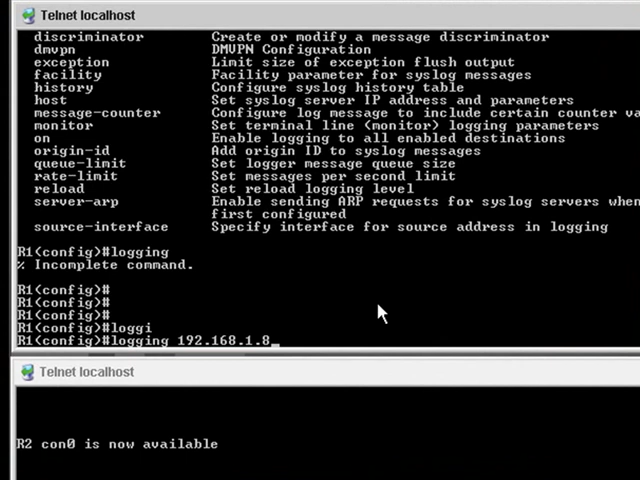 Telnet localhost
discriminator Create or modify a message discriminator
dmvpn DMVPN Configuration
exception Limit size of exception flush output
facility Facility parameter for syslog messages
history Configure syslog history table
host Set syslog server IP address and parameters
message-counter Configure log message to include certain counter va
monitor Set terminal line (monitor) logging parameters
on Enable logging to all enabled destinations
origin-id Add origin ID to syslog messages
queue-limit Set logger message queue size
rate-limit Set messages per second limit
reload Set reload logging level
server-arp Enable sending ARP requests for syslog servers when
first configured
source-interface Specify interface for source address in logging
R1(config)#logging
% Incomplete command.
R1(config)#
R1(config)#
R1(config)#
R1(config)#loggi
R1(config)#logging 192.168.1.8_
Telnet localhost
R2 con0 is now available